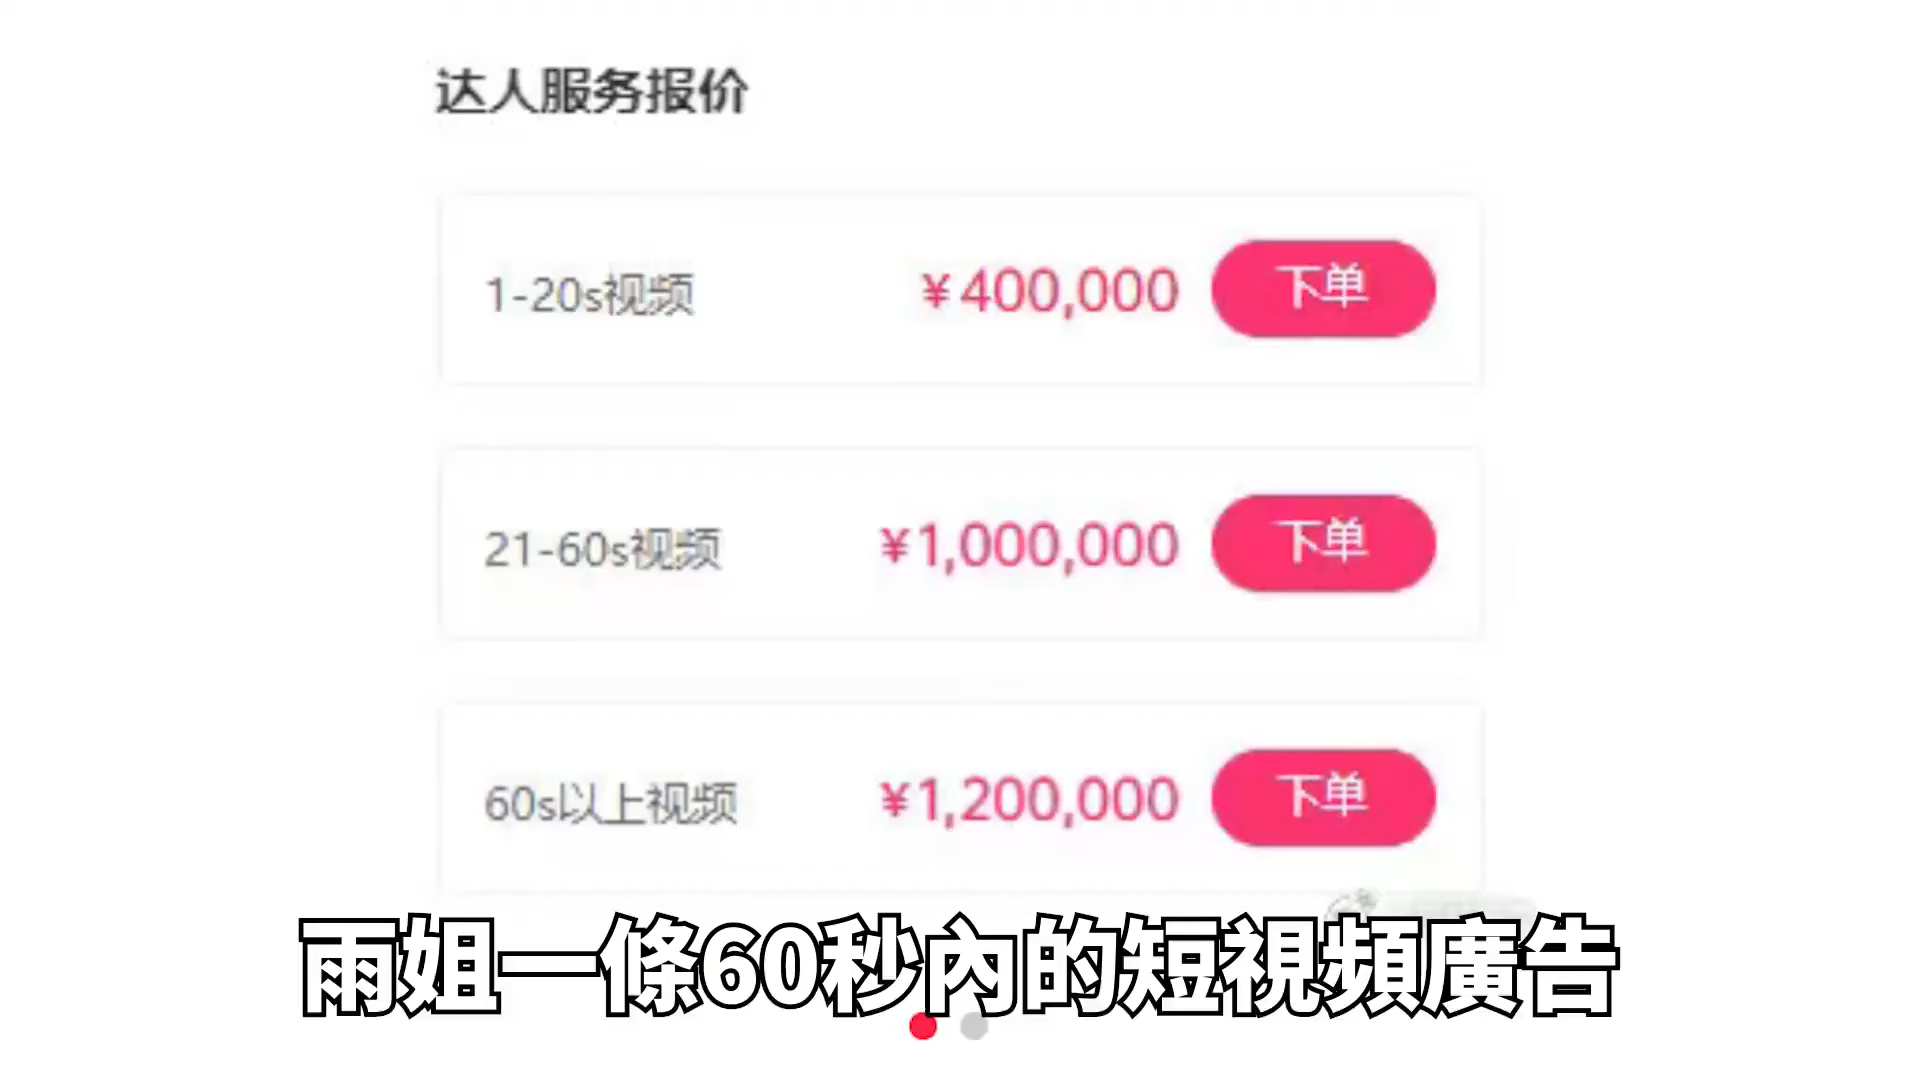 达人服务报价
1-20s视频 ¥400,000 下单
21-60s视频 ¥1,000,000 下单
60s以上视频 ¥1,200,000 下单
雨姐一條60秒內的短視頻廣告